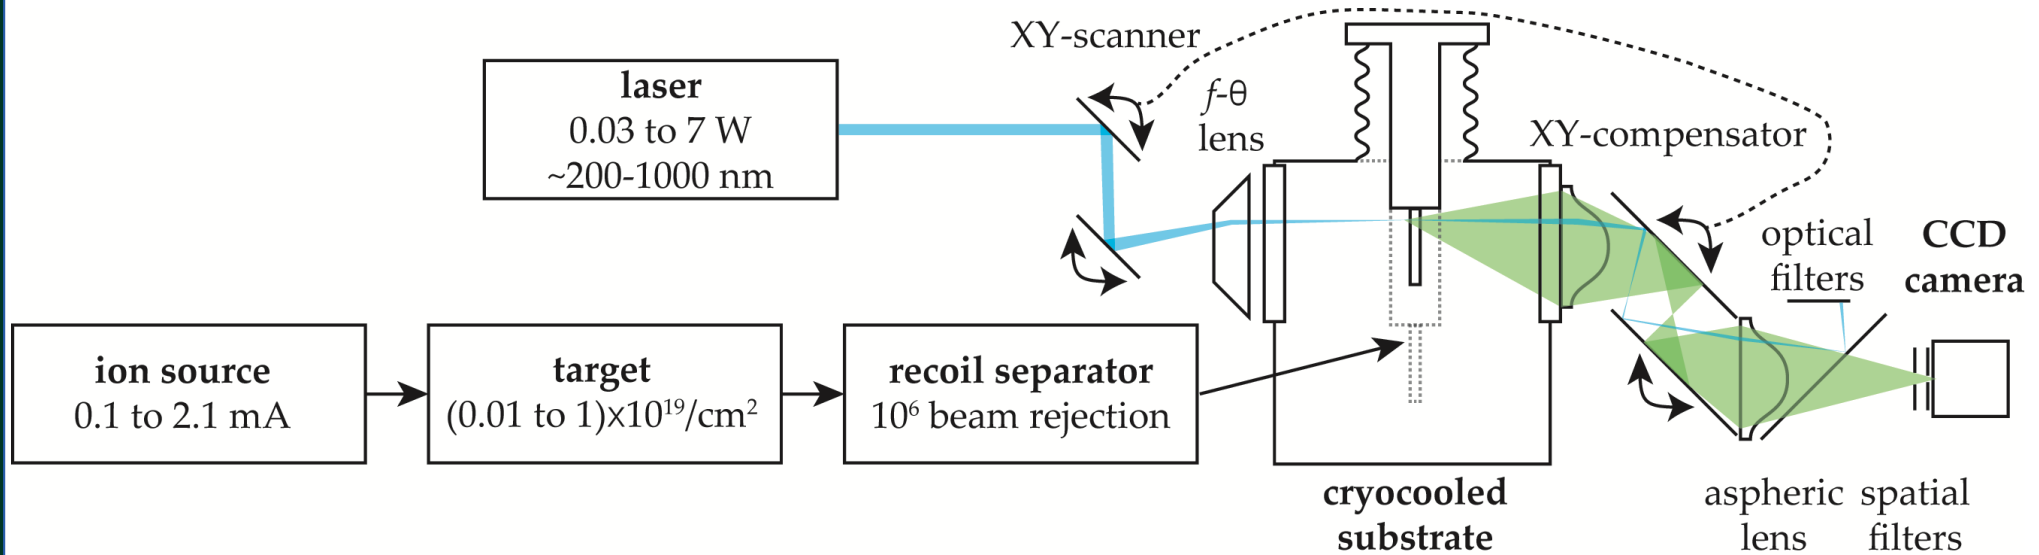 XY-scanner
laser
0.03 to 7 W
~200-1000 nm
f-θ
lens
XY-compensator
optical
filters
CCD
camera
ion source
0.1 to 2.1 mA
target
(0.01 to 1)×10¹⁹/cm²
recoil separator
10⁶ beam rejection
cryocooled
substrate
aspheric
lens
spatial
filters